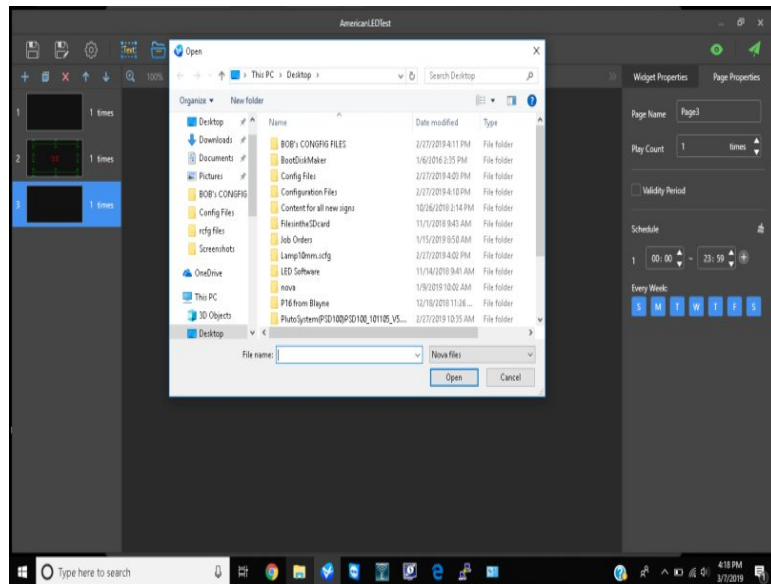 AmericanLEDTest
Text
100%
1 1 times
2 1 times
3 1 times
Open
This PC > Desktop >
Search Desktop
Organize New folder
Desktop
Downloads
Documents
Pictures
BOB's CONGFIG
Config Files
rcfg files
Screenshots
OneDrive
This PC
3D Objects
Desktop
Name Date modified Type
BOB's CONGFIG FILES 2/27/2019 4:11 PM File folder
BootDiskMaker 1/6/2016 2:35 PM File folder
Config Files 2/27/2019 4:03 PM File folder
Configuration Files 2/27/2019 4:10 PM File folder
Content for all new signs 10/26/2018 2:14 PM File folder
FilesintheSDcard 11/1/2018 9:43 AM File folder
Job Orders 1/15/2019 8:50 AM File folder
Lamp10mm.scfg 2/27/2019 4:02 PM File folder
LED Software 11/14/2018 9:41 AM File folder
nova 1/9/2019 10:02 AM File folder
P16 from Blayne 12/18/2018 11:26 ... File folder
PlutoSystem(PSD100)PSD100_101105_V5.... 2/27/2019 10:35 AM File folder
File name: Nova files
Open Cancel
Widget Properties Page Properties
Page Name Page3
Play Count 1 times
Validity Period
Schedule
1 00: 00 ~ 23: 59
Every Week:
S M T W T F S
Type here to search
4:18 PM
3/7/2019